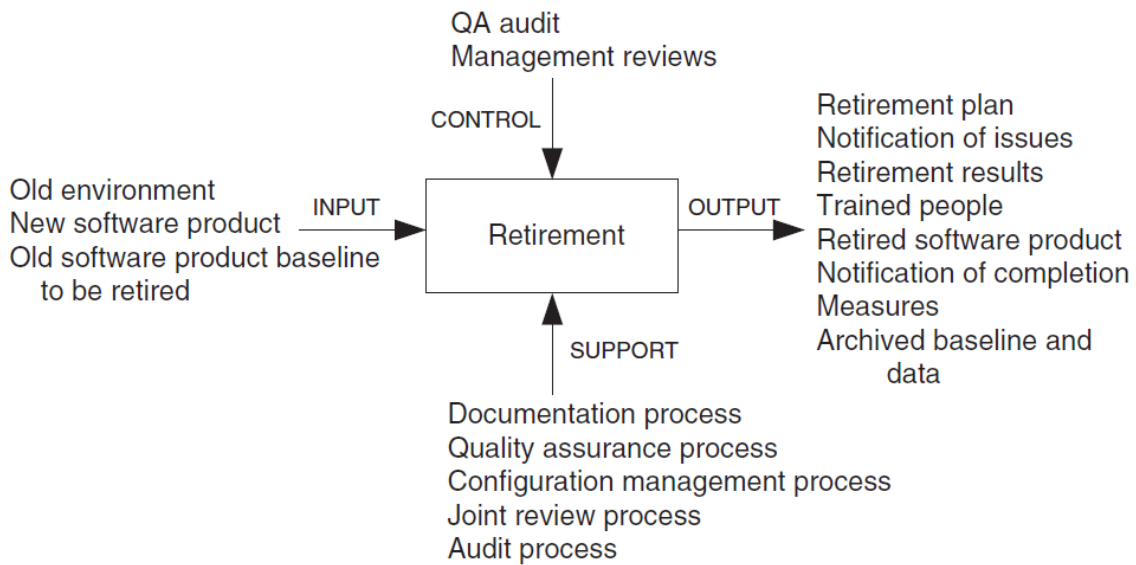 QA audit
Management reviews
CONTROL
Old environment
New software product
Old software product baseline
to be retired
INPUT
Retirement
OUTPUT
Retirement plan
Notification of issues
Retirement results
Trained people
Retired software product
Notification of completion
Measures
Archived baseline and
data
SUPPORT
Documentation process
Quality assurance process
Configuration management process
Joint review process
Audit process